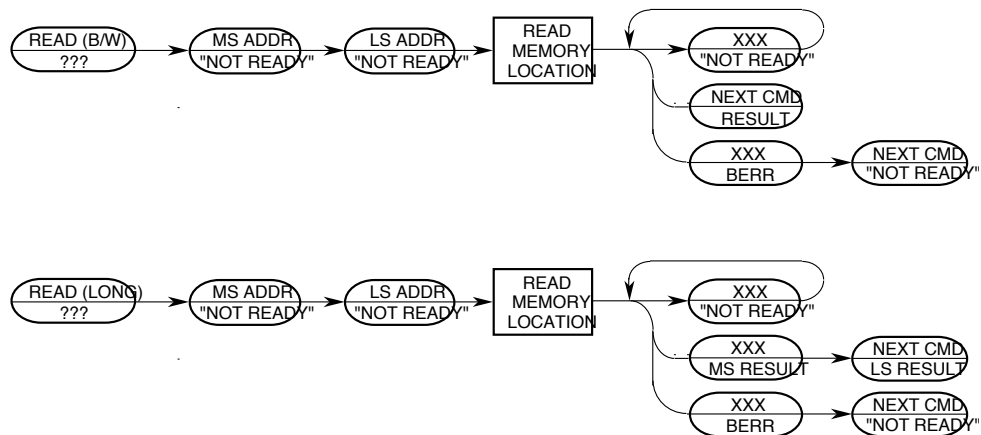 READ (B/W)
???
MS ADDR
"NOT READY"
LS ADDR
"NOT READY"
READ
MEMORY
LOCATION
XXX
"NOT READY"
NEXT CMD
RESULT
XXX
BERR
NEXT CMD
"NOT READY"
READ (LONG)
???
MS ADDR
"NOT READY"
LS ADDR
"NOT READY"
READ
MEMORY
LOCATION
XXX
"NOT READY"
XXX
MS RESULT
NEXT CMD
LS RESULT
XXX
BERR
NEXT CMD
"NOT READY"